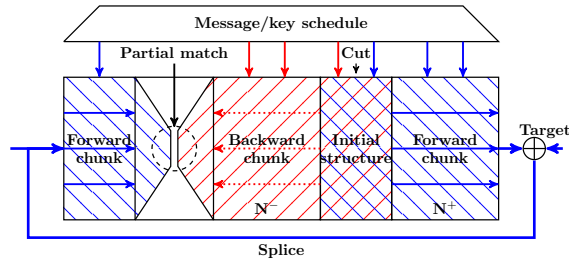 Message/key schedule
Partial match
Cut
Target
Forward
chunk
Backward
chunk
Initial
structure
Forward
chunk
N⁻
N⁺
Splice